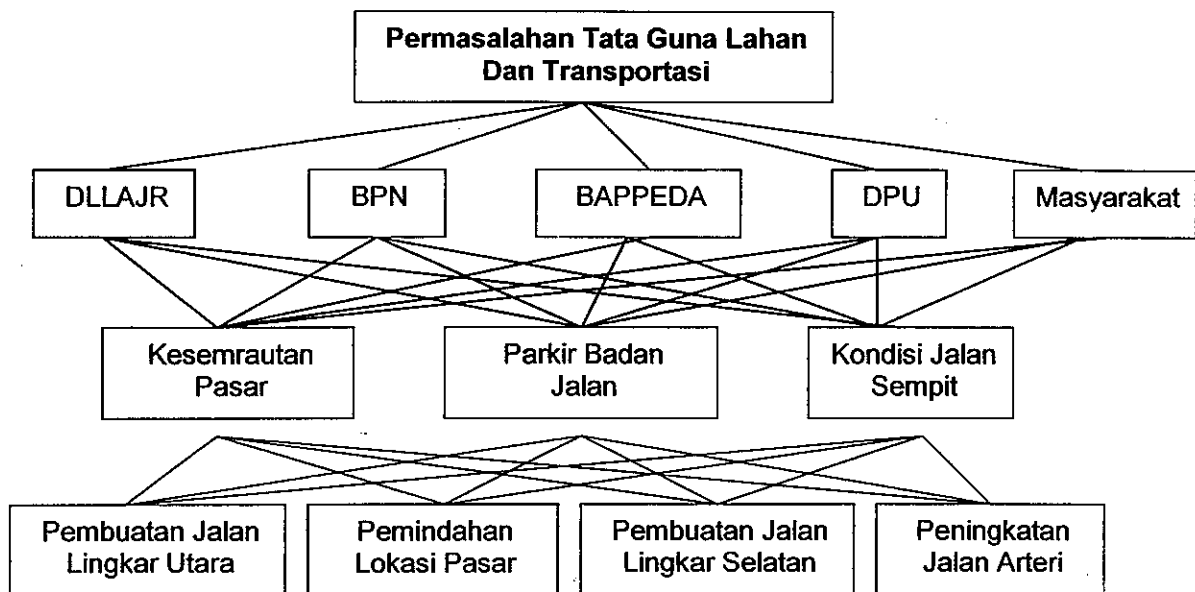 Permasalahan Tata Guna Lahan
Dan Transportasi
DLLAJR
BPN
BAPPEDA
DPU
Masyarakat
Kesemrautan
Pasar
Parkir Badan
Jalan
Kondisi Jalan
Sempit
Pembuatan Jalan
Lingkar Utara
Pemindahan
Lokasi Pasar
Pembuatan Jalan
Lingkar Selatan
Peningkatan
Jalan Arteri